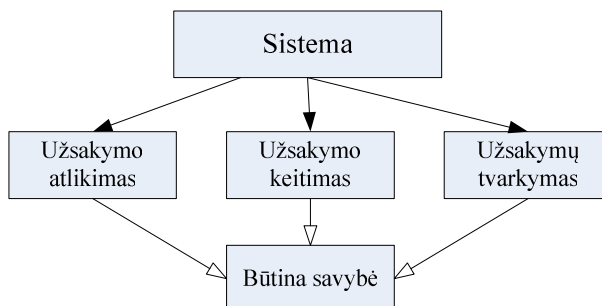 Sistema
Užsakymo
atlikimas
Užsakymo
keitimas
Užsakymų
tvarkymas
Būtina savybė